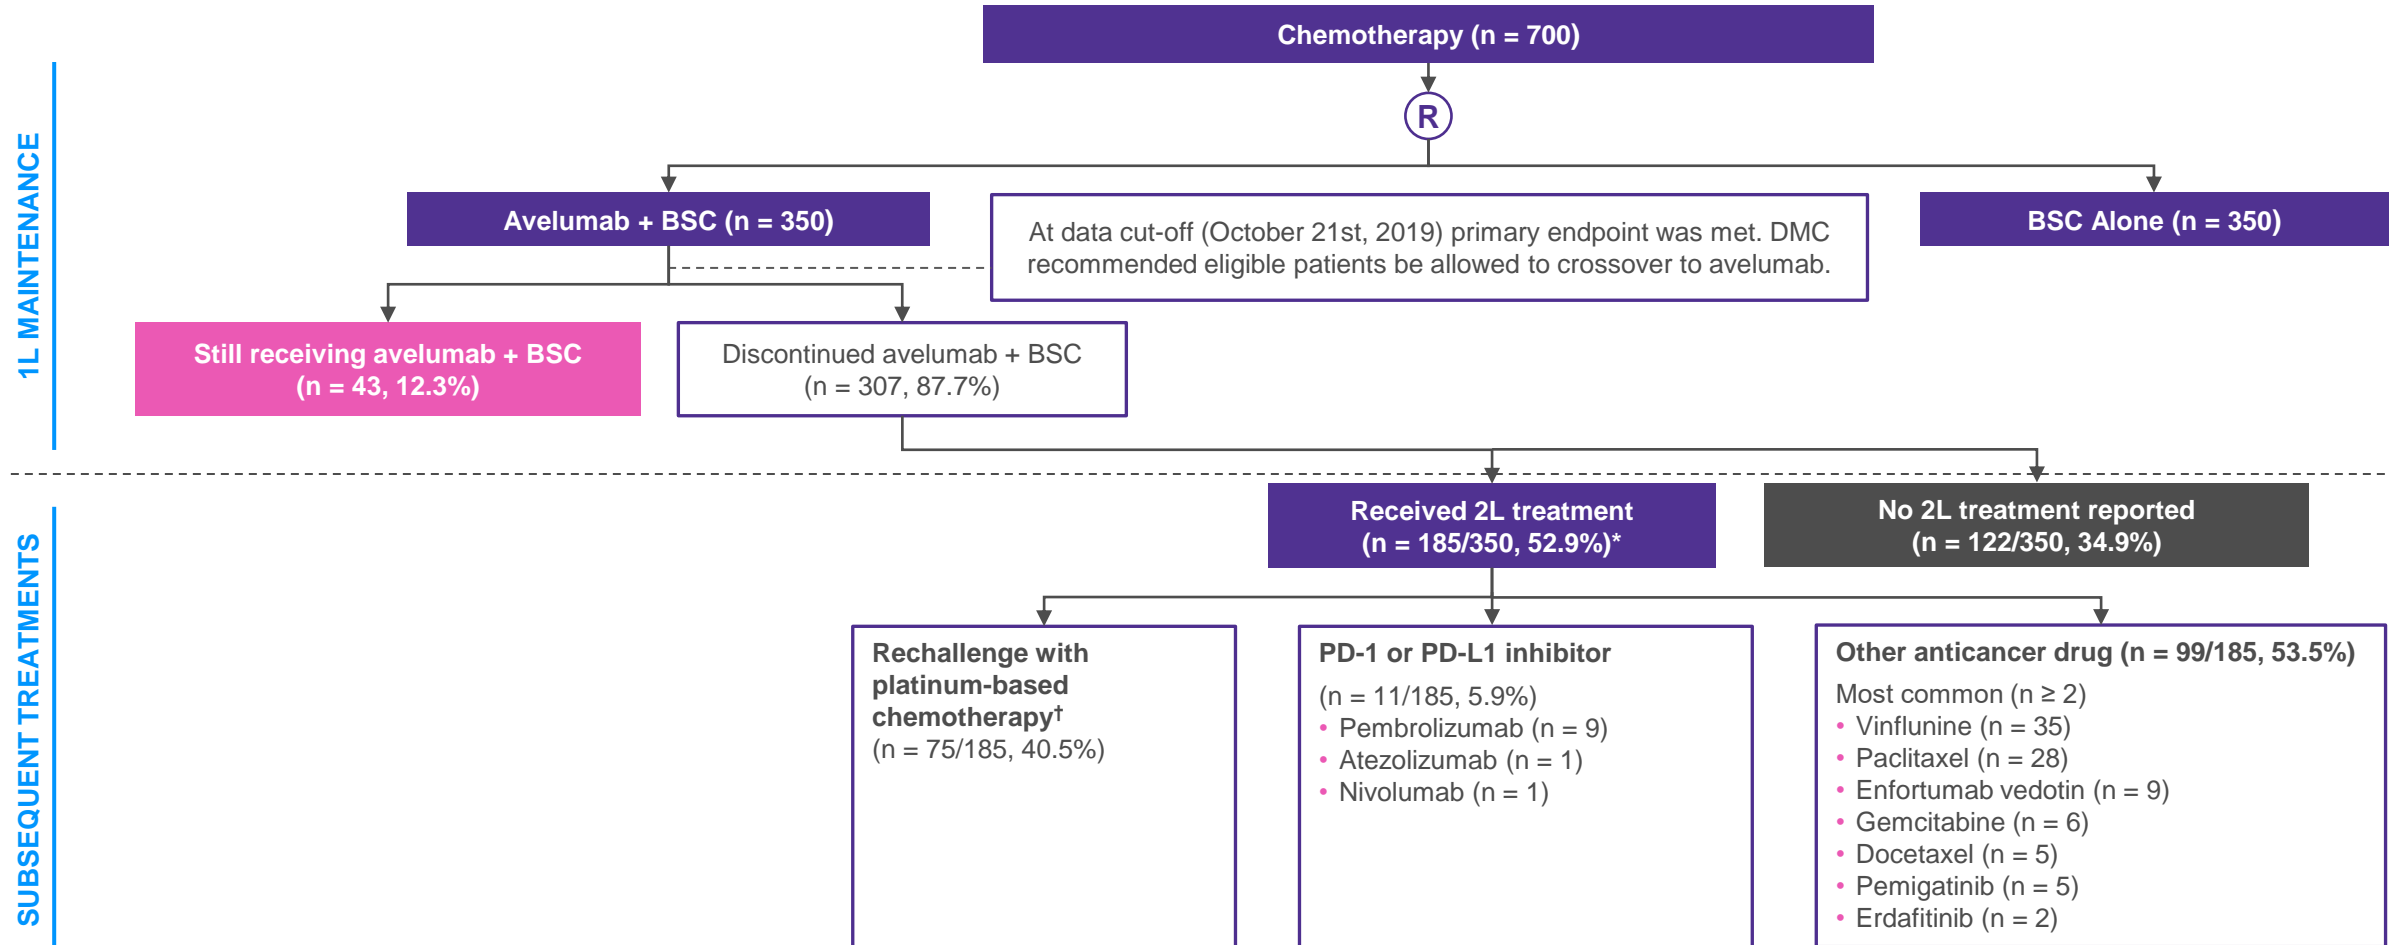 Chemotherapy (n = 700)
R
1L MAINTENANCE
Avelumab + BSC (n = 350)
At data cut-off (October 21st, 2019) primary endpoint was met. DMC
recommended eligible patients be allowed to crossover to avelumab.
BSC Alone (n = 350)
Still receiving avelumab + BSC
(n = 43, 12.3%)
Discontinued avelumab + BSC
(n = 307, 87.7%)
SUBSEQUENT TREATMENTS
Received 2L treatment
(n = 185/350, 52.9%)*
No 2L treatment reported
(n = 122/350, 34.9%)
Rechallenge with
platinum-based
chemotherapy†
(n = 75/185, 40.5%)
PD-1 or PD-L1 inhibitor
(n = 11/185, 5.9%)
• Pembrolizumab (n = 9)
• Atezolizumab (n = 1)
• Nivolumab (n = 1)
Other anticancer drug (n = 99/185, 53.5%)
Most common (n ≥ 2)
• Vinflunine (n = 35)
• Paclitaxel (n = 28)
• Enfortumab vedotin (n = 9)
• Gemcitabine (n = 6)
• Docetaxel (n = 5)
• Pemigatinib (n = 5)
• Erdafitinib (n = 2)